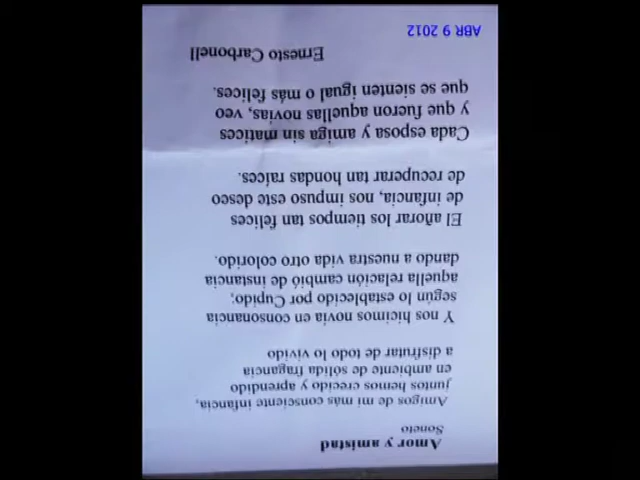 Amor y amistad
Soneto
Amigos de mi más consciente infancia,
juntos hemos crecido y aprendido
en ambiente de sólida fragancia
a disfrutar de todo lo vivido
Y nos hicimos novia en consonancia
según lo establecido por Cupido;
aquella relación cambió de instancia
dando a nuestra vida otro colorido.
El añorar los tiempos tan felices
de infancia, nos impuso este deseo
de recuperar tan hondas raíces.
Cada esposa y amiga sin matices
y que fueron aquellas novias, veo
que se sienten igual o más felices.
Ernesto Carbonell
ABR 9 2012